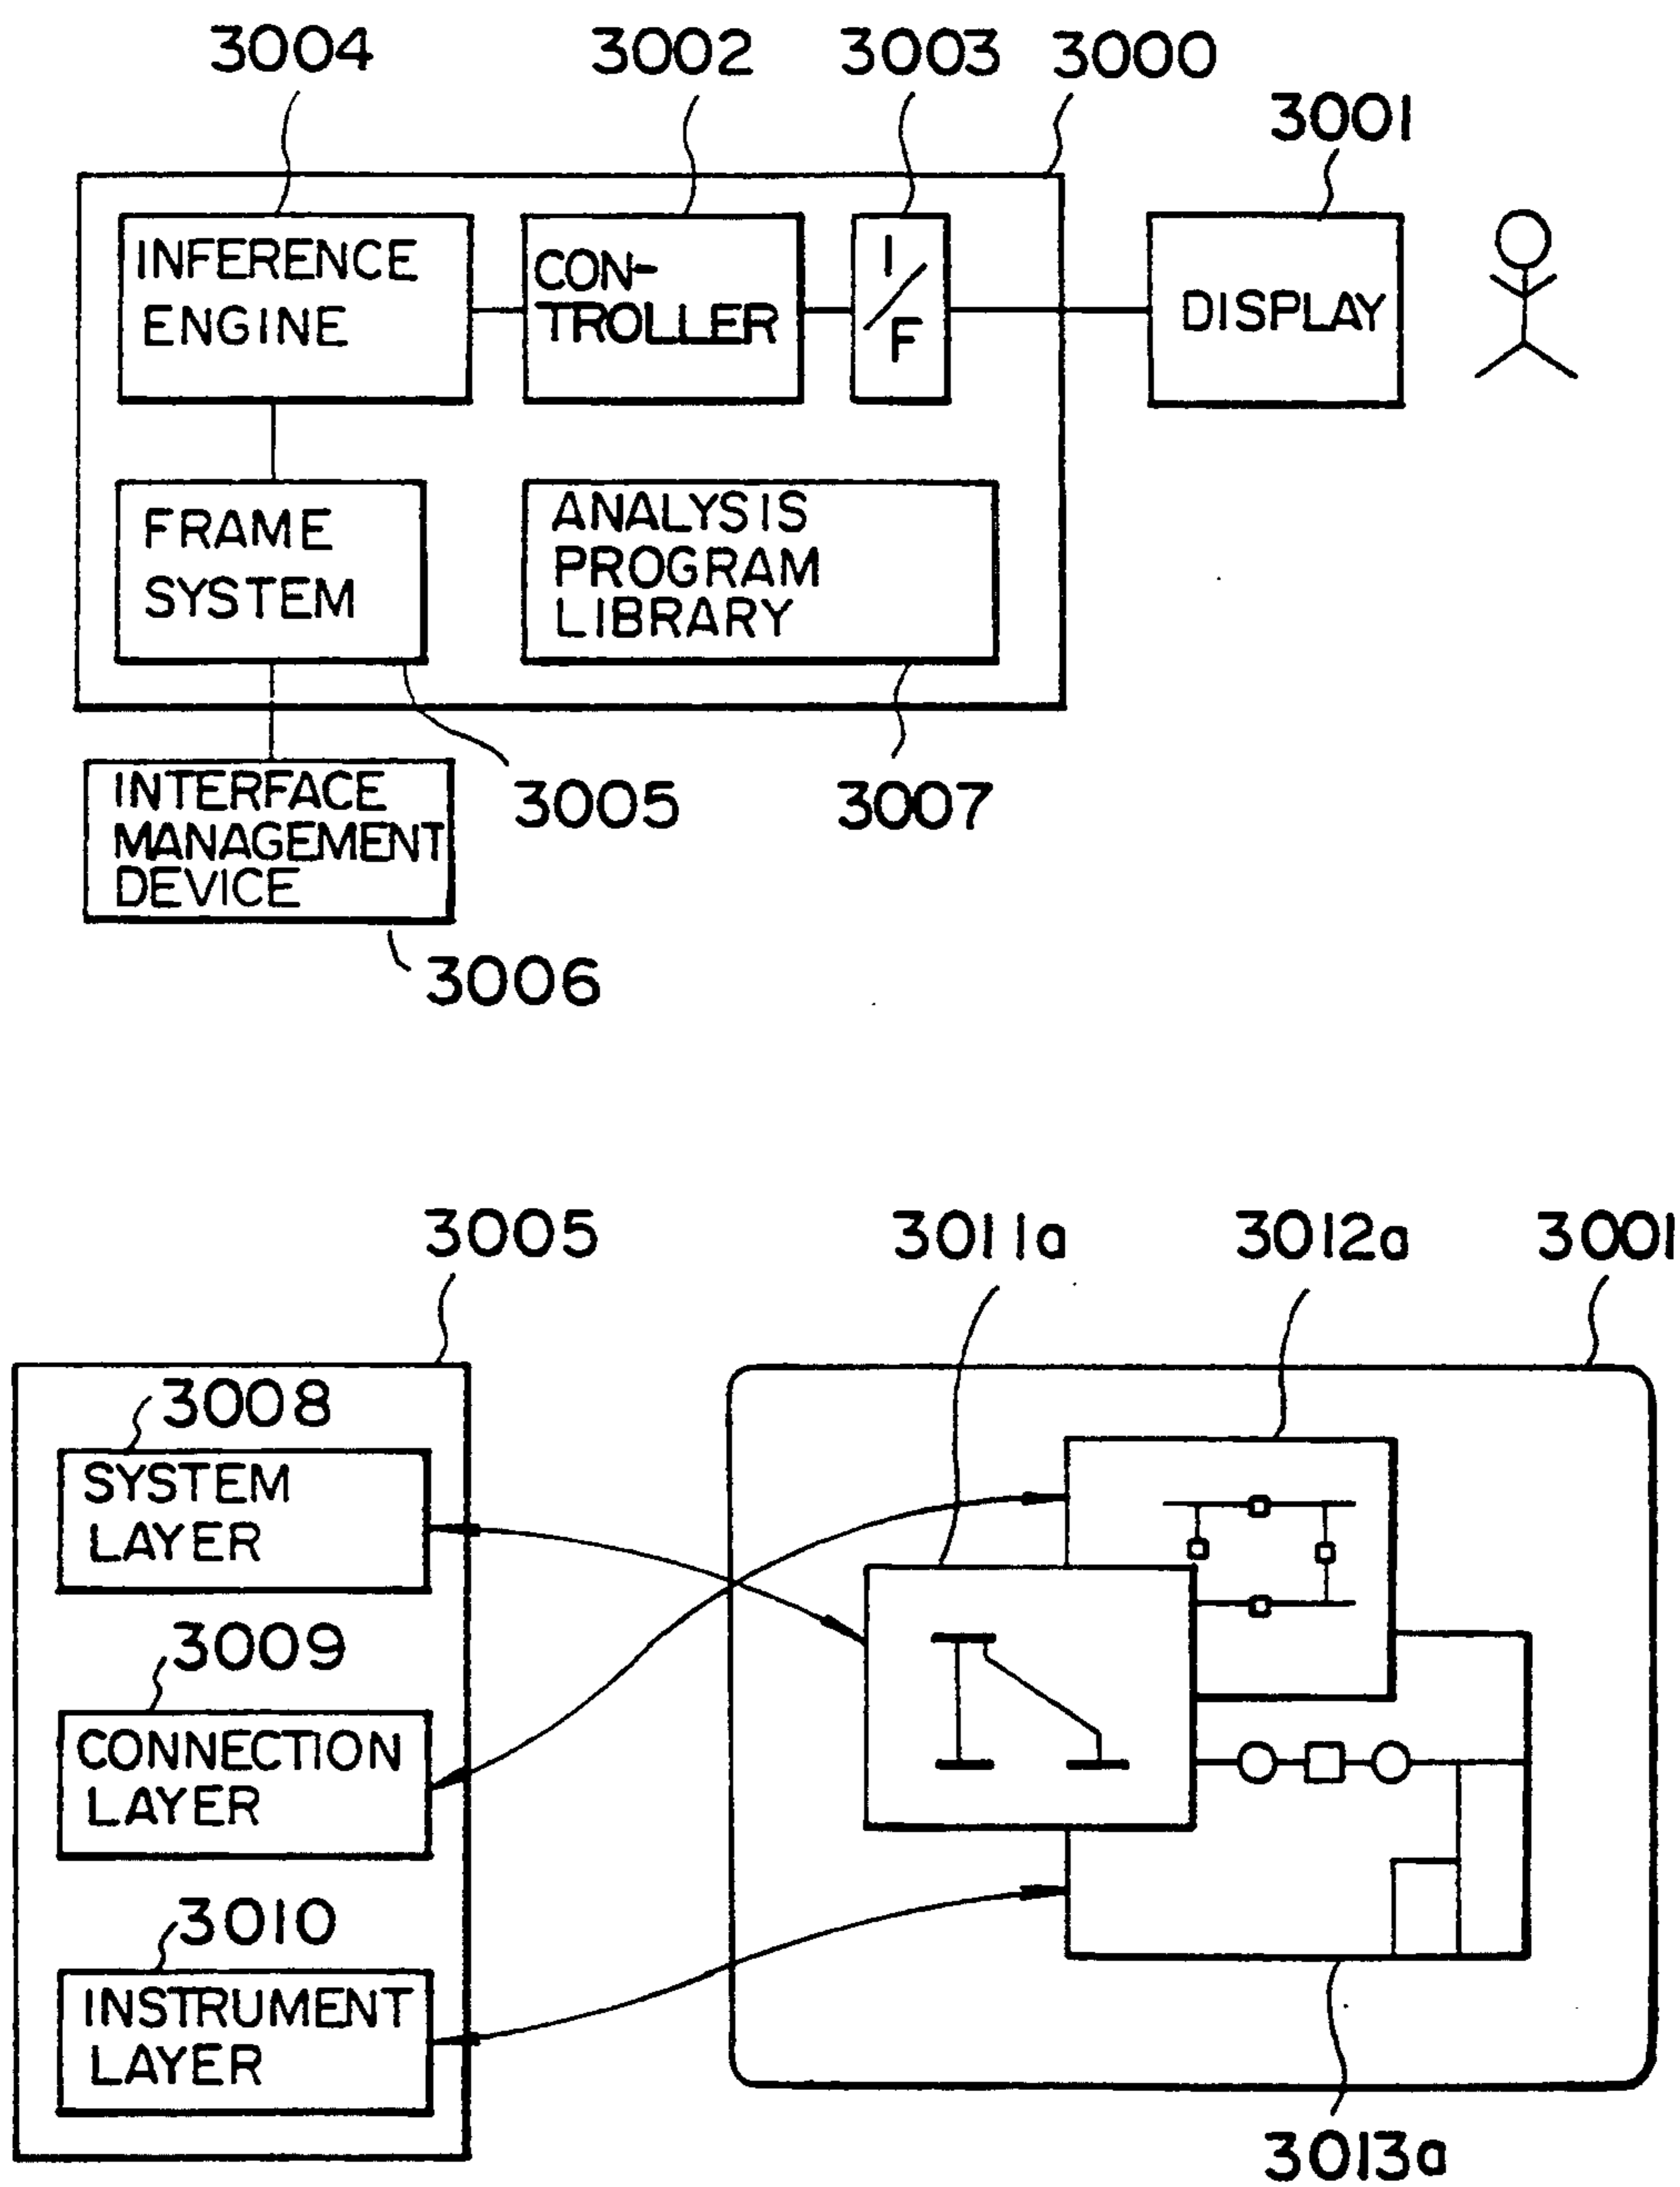 3004
3002
3003
3000
3001
INFERENCE
ENGINE
CON-
TROLLER
I/F
DISPLAY
FRAME
SYSTEM
ANALYSIS
PROGRAM
LIBRARY
INTERFACE
MANAGEMENT
DEVICE
3005
3007
3006
3005
3011a
3012a
3001
3008
SYSTEM
LAYER
3009
CONNECTION
LAYER
3010
INSTRUMENT
LAYER
3013a